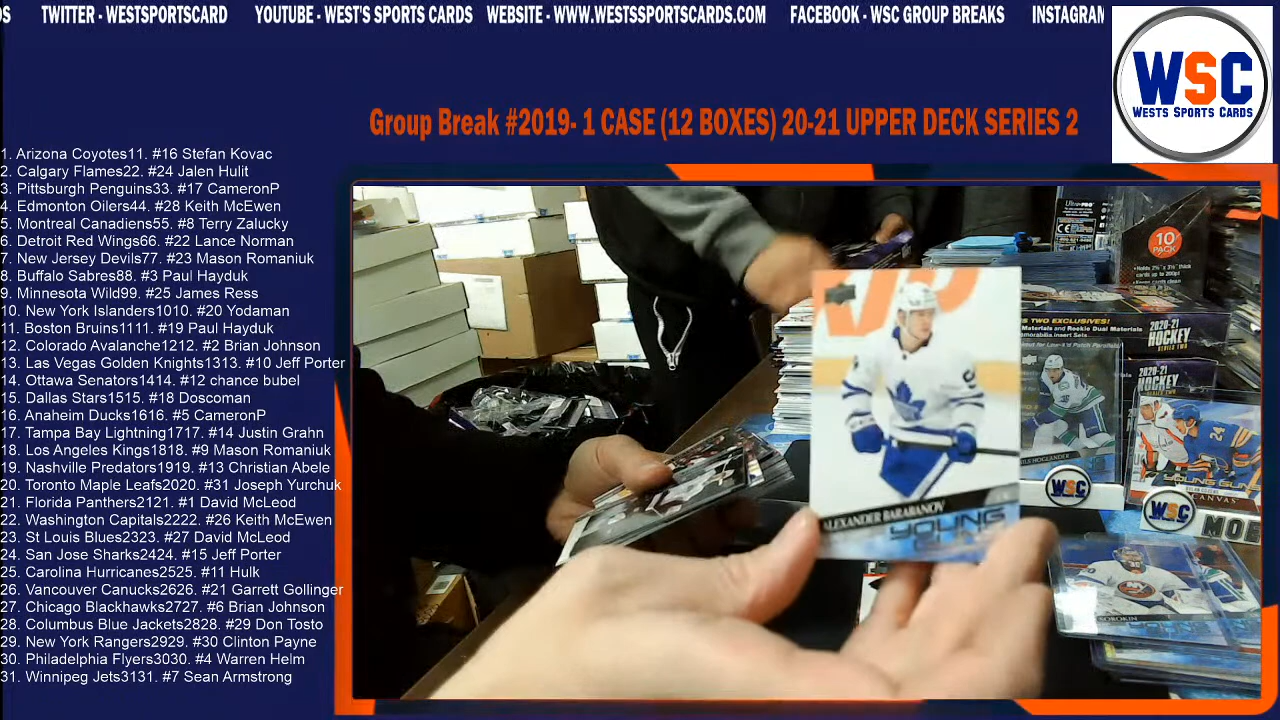 DS TWITTER - WESTSPORTSCARD YOUTUBE - WEST'S SPORTS CARDS WEBSITE - WWW.WESTSSPORTSCARDS.COM FACEBOOK - WSC GROUP BREAKS INSTAGRAM
WSC
WESTS SPORTS CARDS
Group Break #2019- 1 CASE (12 BOXES) 20-21 UPPER DECK SERIES 2
1. Arizona Coyotes11. #16 Stefan Kovac
2. Calgary Flames22. #24 Jalen Hulit
3. Pittsburgh Penguins33. #17 CameronP
4. Edmonton Oilers44. #28 Keith McEwen
5. Montreal Canadiens55. #8 Terry Zalucky
6. Detroit Red Wings66. #22 Lance Norman
7. New Jersey Devils77. #23 Mason Romaniuk
8. Buffalo Sabres88. #3 Paul Hayduk
9. Minnesota Wild99. #25 James Ress
10. New York Islanders1010. #20 Yodaman
11. Boston Bruins1111. #19 Paul Hayduk
12. Colorado Avalanche1212. #2 Brian Johnson
13. Las Vegas Golden Knights1313. #10 Jeff Porter
14. Ottawa Senators1414. #12 chance bubel
15. Dallas Stars1515. #18 Doscoman
16. Anaheim Ducks1616. #5 CameronP
17. Tampa Bay Lightning1717. #14 Justin Grahn
18. Los Angeles Kings1818. #9 Mason Romaniuk
19. Nashville Predators1919. #13 Christian Abele
20. Toronto Maple Leafs2020. #31 Joseph Yurchuk
21. Florida Panthers2121. #1 David McLeod
22. Washington Capitals2222. #26 Keith McEwen
23. St Louis Blues2323. #27 David McLeod
24. San Jose Sharks2424. #15 Jeff Porter
25. Carolina Hurricanes2525. #11 Hulk
26. Vancouver Canucks2626. #21 Garrett Gollinger
27. Chicago Blackhawks2727. #6 Brian Johnson
28. Columbus Blue Jackets2828. #29 Don Tosto
29. New York Rangers2929. #30 Clinton Payne
30. Philadelphia Flyers3030. #4 Warren Helm
31. Winnipeg Jets3131. #7 Sean Armstrong
10
PACK
TWO EXCLUSIVES!
2020-21
HOCKEY
SERIES TWO
2020-21
HOCKEY
ALEXANDER BARABANOV
YOUNG
WSC
YOUNG GUNS
CANVAS
WSC
SOROKIN